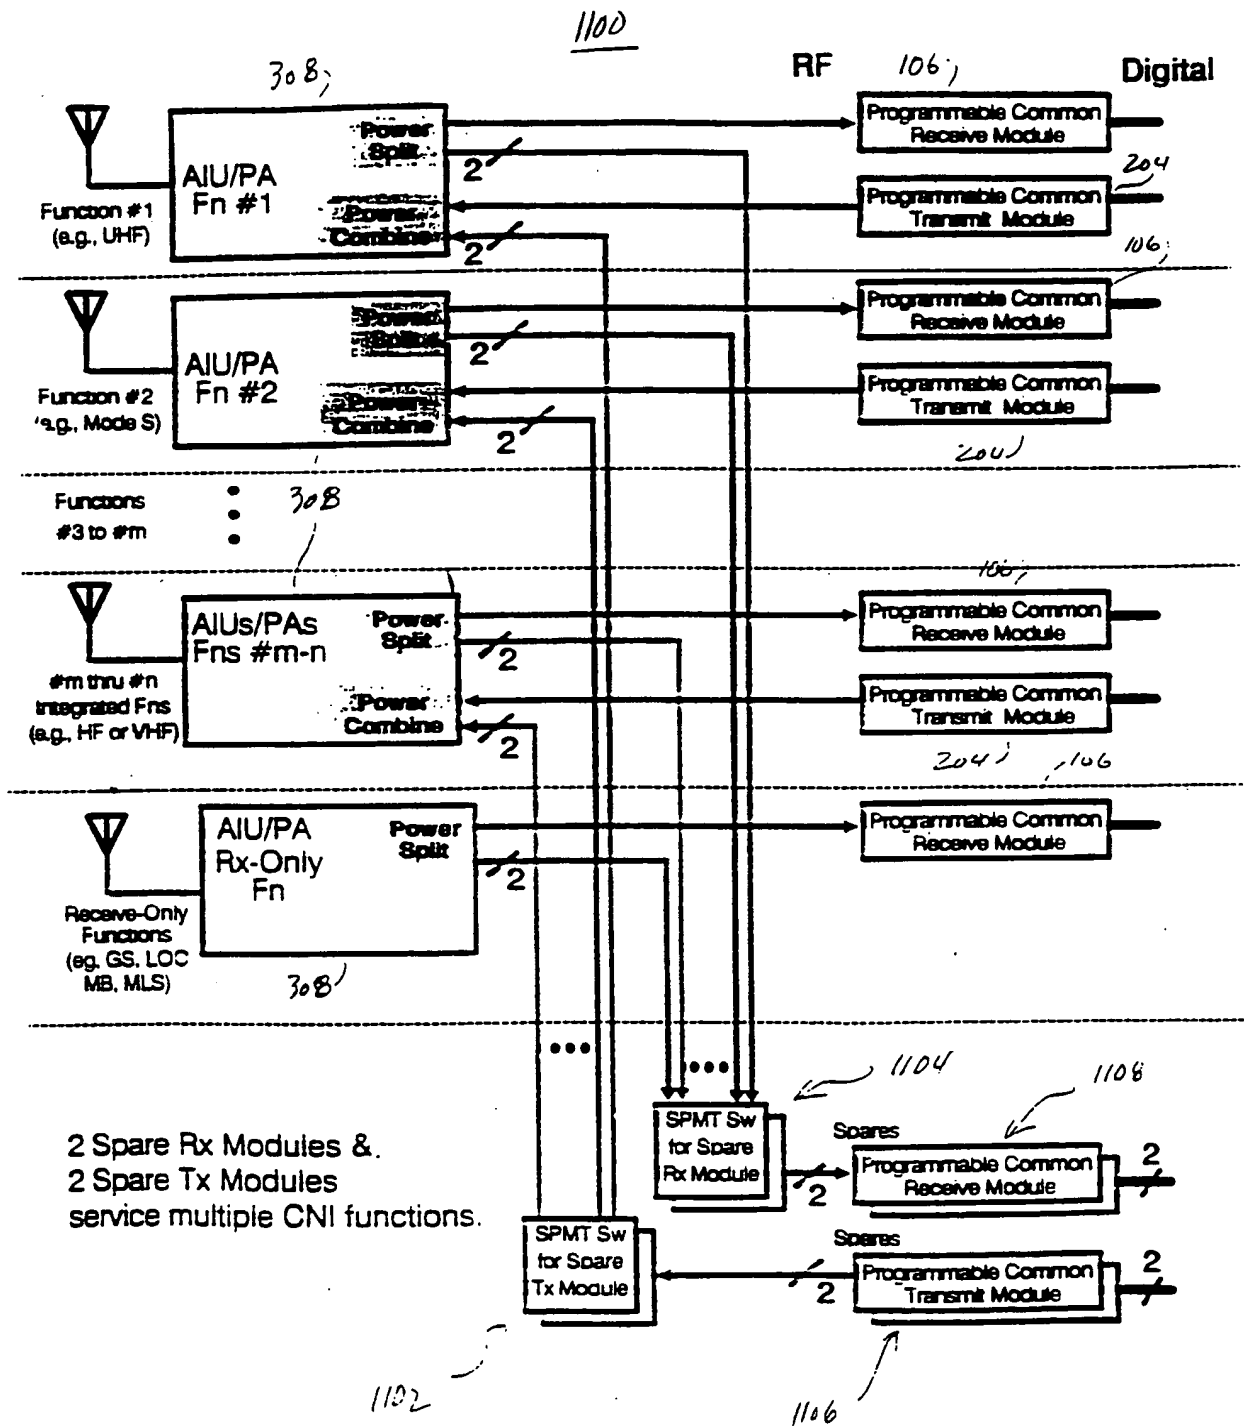 1100
RF
Digital
308
106
Power
Split
AIU/PA
Fn #1
2
Programmable Common
Receive Module
204
Function #1
(e.g., UHF)
Power
Combine
2
Programmable Common
Transmit Module
106
Power
Split
AIU/PA
Fn #2
2
Programmable Common
Receive Module
Function #2
e.g., Mode S)
Power
Combine
2
Programmable Common
Transmit Module
204
308
Functions
#3 to #m
106
AIUs/PAs
Fns #m-n
Power
Split
2
Programmable Common
Receive Module
#m thru #n
Integrated Fns
(e.g., HF or VHF)
Power
Combine
2
Programmable Common
Transmit Module
204
106
AIU/PA
Rx-Only
Fn
Power
Split
2
Programmable Common
Receive Module
Receive-Only
Functions
(eg, GS, LOC
MB, MLS)
308
1104
1108
2 Spare Rx Modules &
2 Spare Tx Modules
service multiple CNI functions.
SPMT Sw
for Spare
Rx Module
2
Spares
Programmable Common
Receive Module
2
SPMT Sw
for Spare
Tx Module
2
Spares
Programmable Common
Transmit Module
2
1102
1106